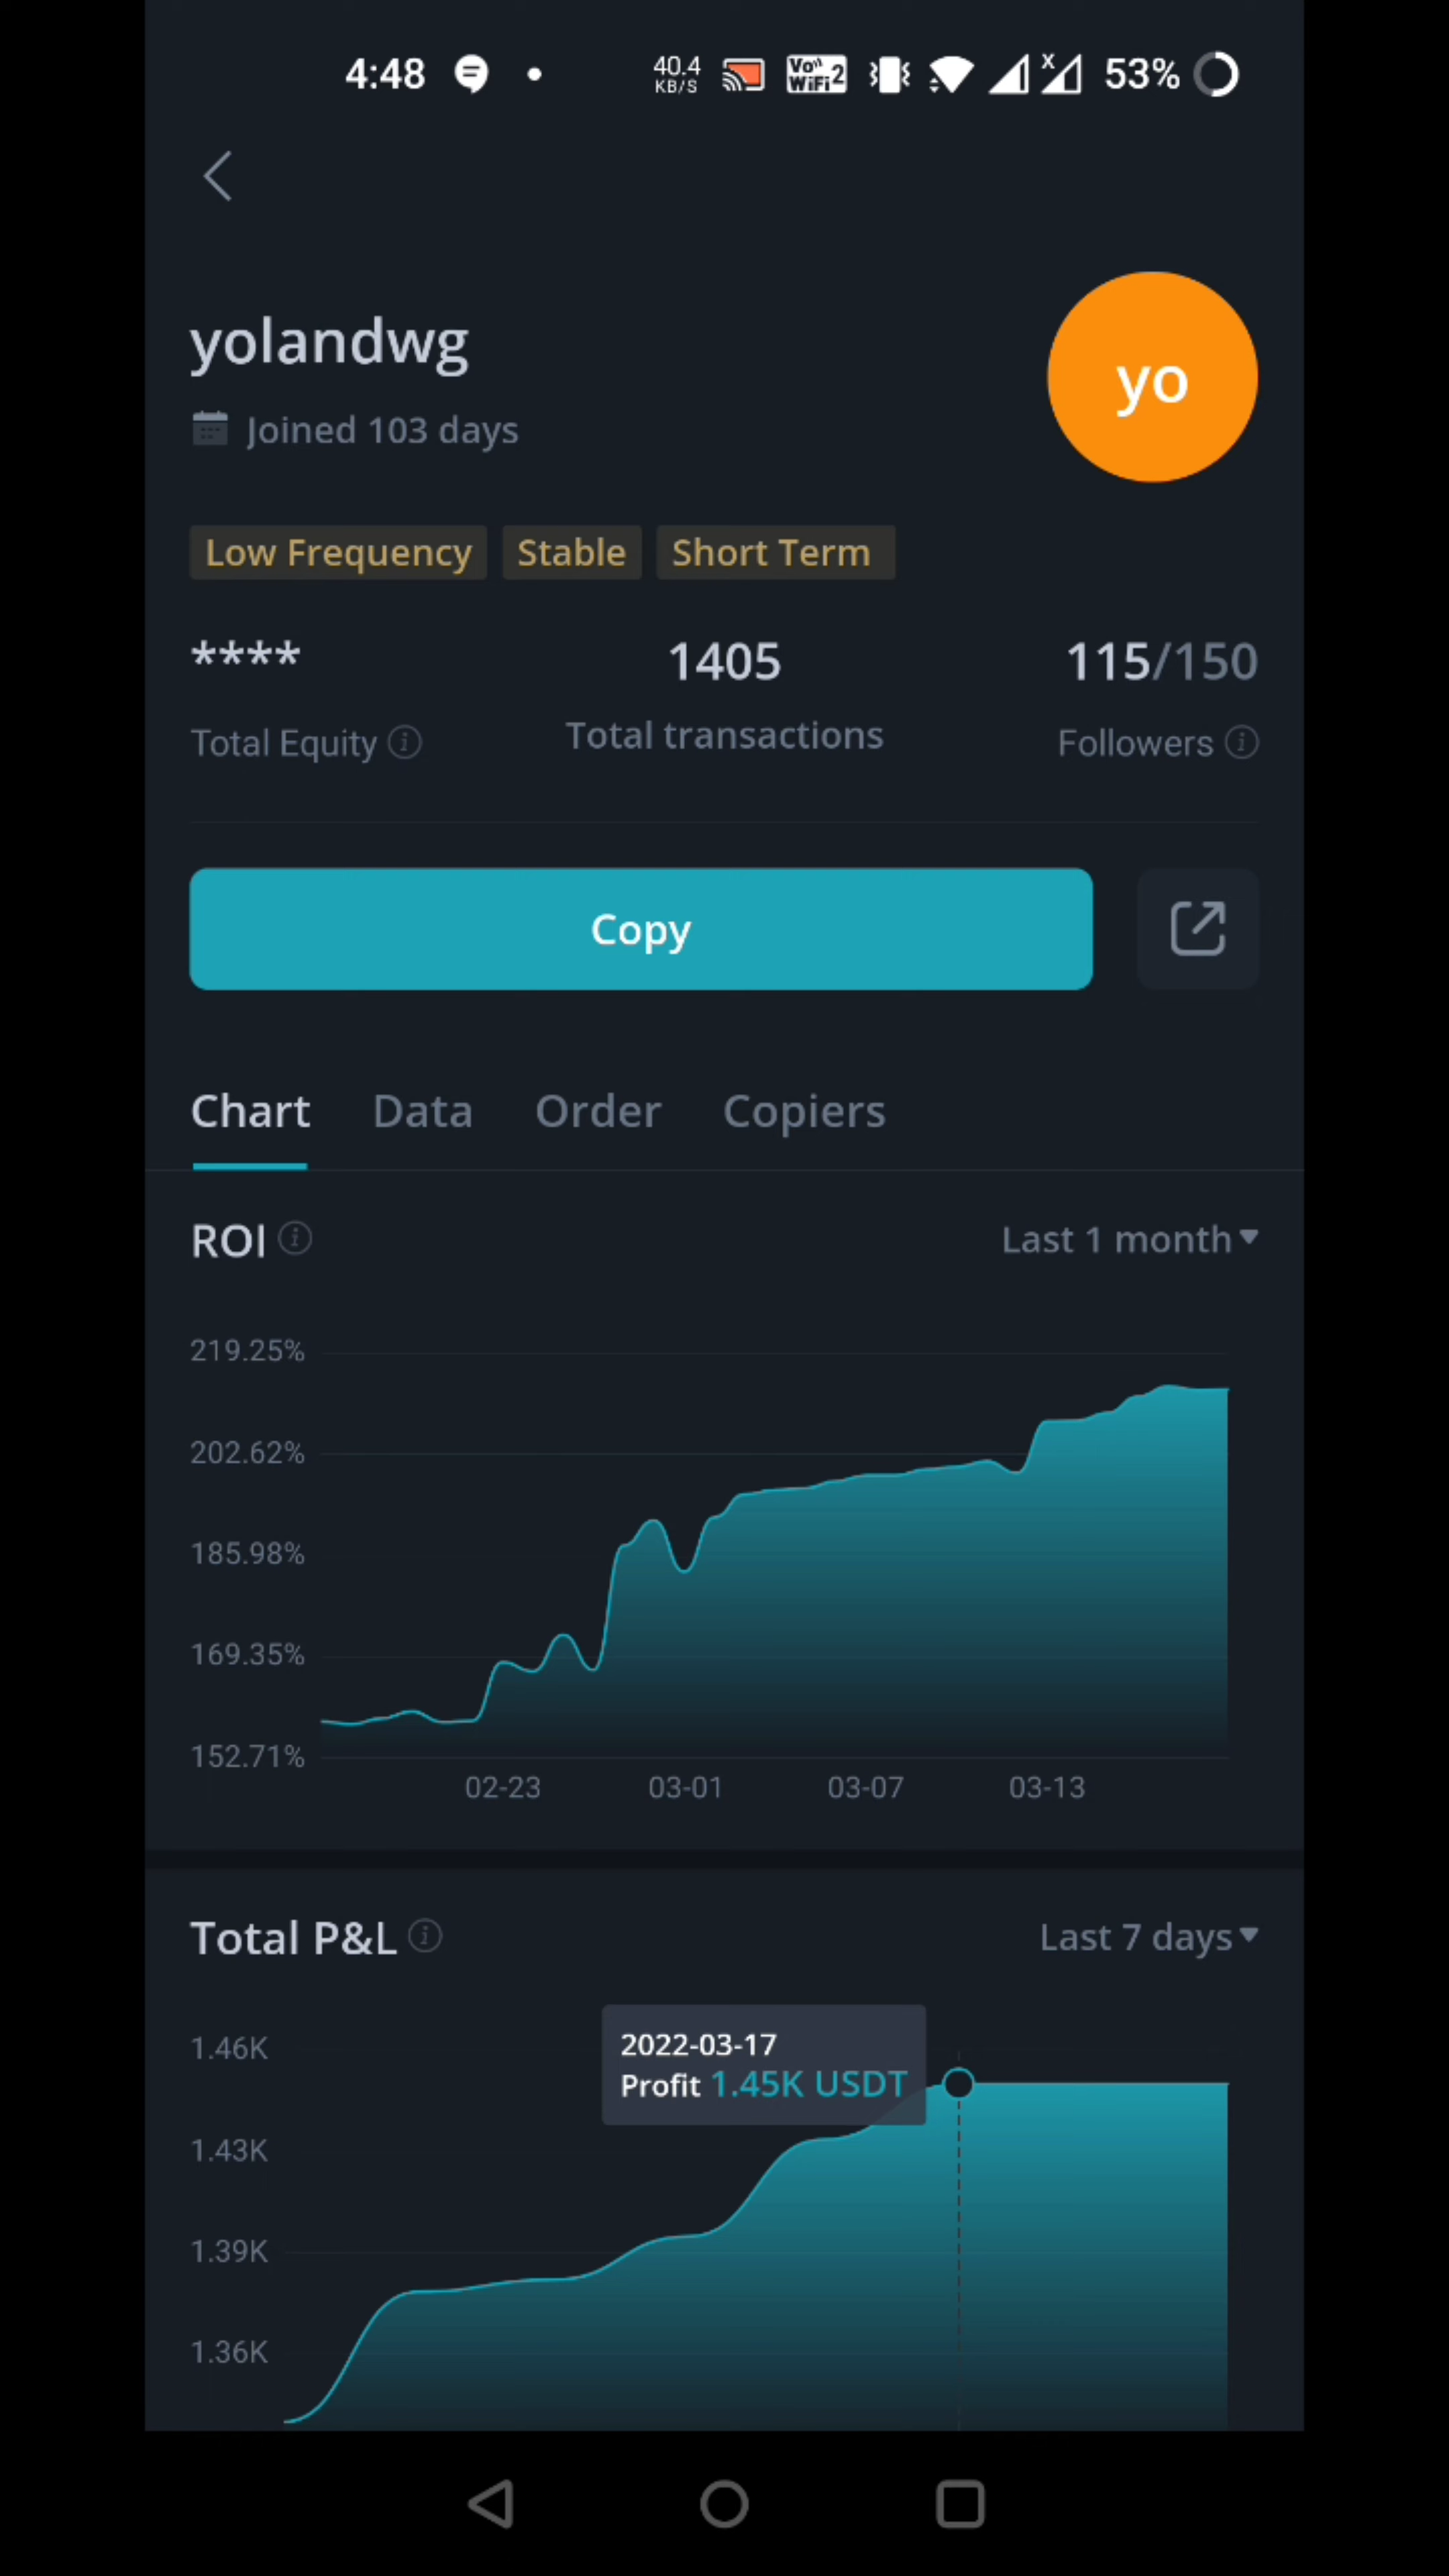 4:48 40.4 KB/S Vo)) WiFi 2 53%
yolandwg
yo
Joined 103 days
Low Frequency Stable Short Term
**** 1405 115/150
Total Equity Total transactions Followers
Copy
Chart Data Order Copiers
ROI Last 1 month
219.25%
202.62%
185.98%
169.35%
152.71%
02-23 03-01 03-07 03-13
Total P&L Last 7 days
2022-03-17
Profit 1.45K USDT
1.46K
1.43K
1.39K
1.36K